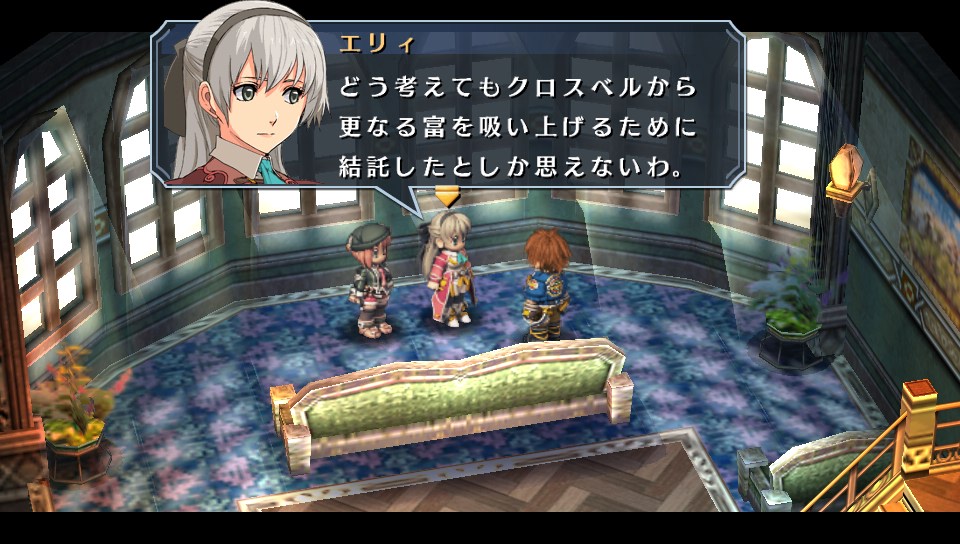 エリィ
どう考えてもクロスベルから
更なる富を吸い上げるために
結託したとしか思えないわ。